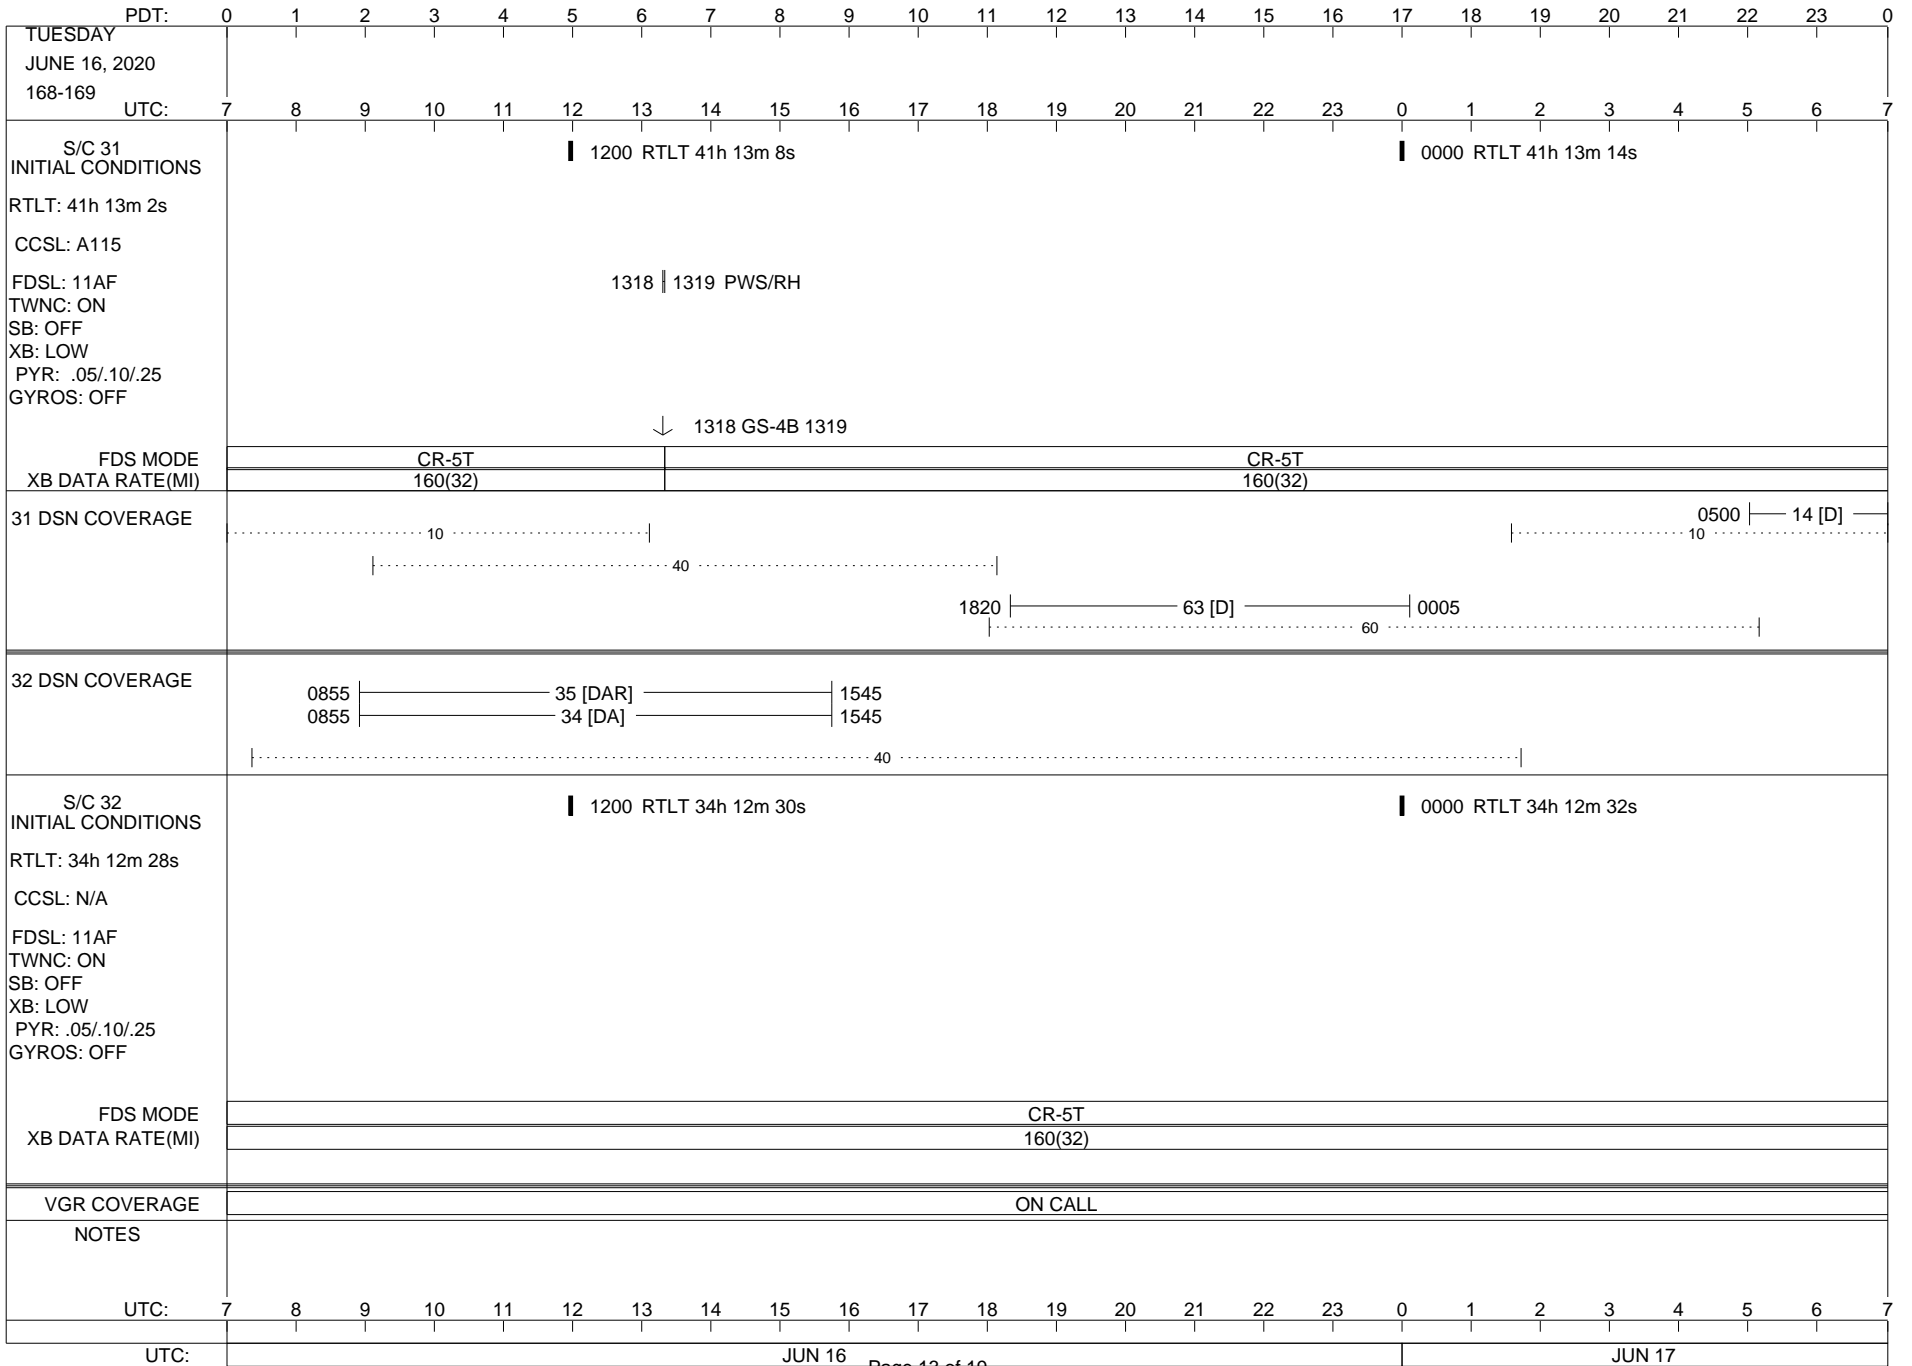 PDT: 0 1 2 3 4 5 6 7 8 9 10 11 12 13 14 15 16 17 18 19 20 21 22 23 0
TUESDAY
JUNE 16, 2020
168-169
UTC: 7 8 9 10 11 12 13 14 15 16 17 18 19 20 21 22 23 0 1 2 3 4 5 6 7
S/C 31
INITIAL CONDITIONS
1200 RTLT 41h 13m 8s
0000 RTLT 41h 13m 14s
RTLT: 41h 13m 2s
CCSL: A115
FDSL: 11AF
1318 1319 PWS/RH
TWNC: ON
SB: OFF
XB: LOW
PYR: .05/.10/.25
GYROS: OFF
1318 GS-4B 1319
FDS MODE CR-5T CR-5T
XB DATA RATE(MI) 160(32) 160(32)
31 DSN COVERAGE
0500 14 [D]
10 10
40
1820 63 [D] 0005
60
32 DSN COVERAGE
0855 35 [DAR] 1545
0855 34 [DA] 1545
40
S/C 32
INITIAL CONDITIONS
1200 RTLT 34h 12m 30s
0000 RTLT 34h 12m 32s
RTLT: 34h 12m 28s
CCSL: N/A
FDSL: 11AF
TWNC: ON
SB: OFF
XB: LOW
PYR: .05/.10/.25
GYROS: OFF
FDS MODE CR-5T
XB DATA RATE(MI) 160(32)
VGR COVERAGE ON CALL
NOTES
UTC: 7 8 9 10 11 12 13 14 15 16 17 18 19 20 21 22 23 0 1 2 3 4 5 6 7
UTC: JUN 16 JUN 17
Page 13 of 19